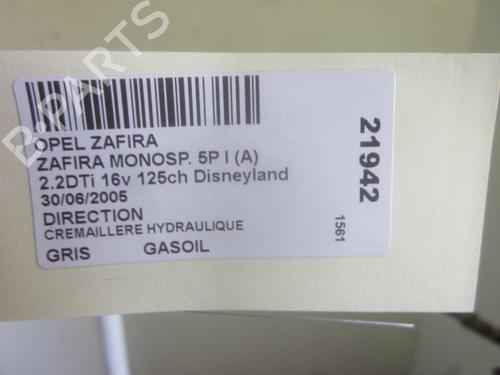 OPEL ZAFIRA
ZAFIRA MONOSP. 5P I (A)
2.2DTi 16v 125ch Disneyland
30/06/2005
DIRECTION
CREMAILLERE HYDRAULIQUE
GRIS GASOIL
21942
1561
B-PARTS